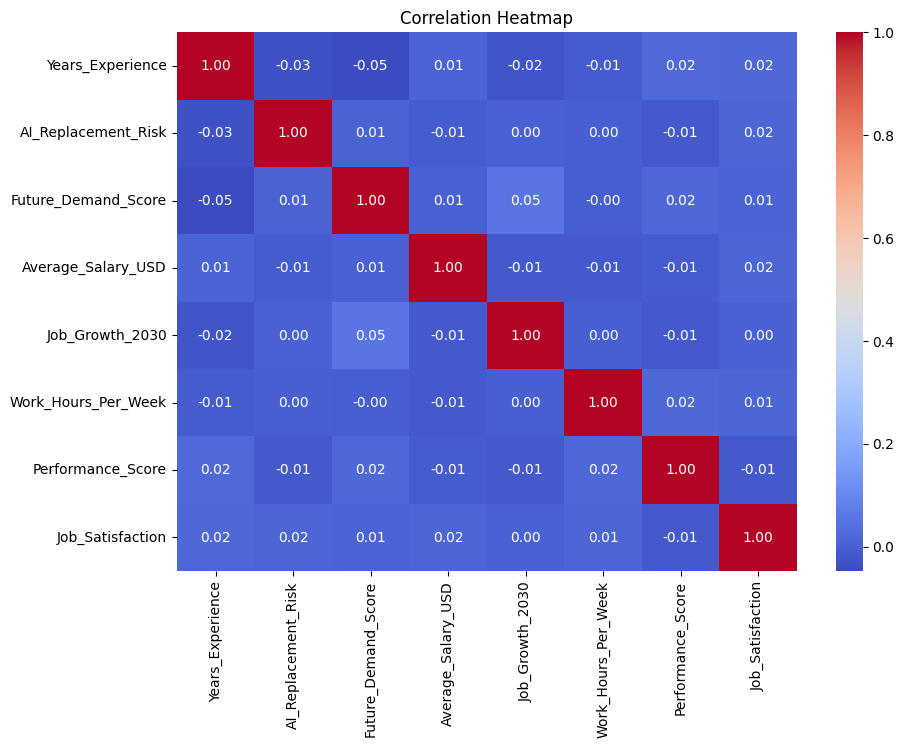 Correlation Heatmap
Years_Experience 1.00 -0.03 -0.05 0.01 -0.02 -0.01 0.02 0.02
AI_Replacement_Risk -0.03 1.00 0.01 -0.01 0.00 0.00 -0.01 0.02
Future_Demand_Score -0.05 0.01 1.00 0.01 0.05 -0.00 0.02 0.01
Average_Salary_USD 0.01 -0.01 0.01 1.00 -0.01 -0.01 -0.01 0.02
Job_Growth_2030 -0.02 0.00 0.05 -0.01 1.00 0.00 -0.01 0.00
Work_Hours_Per_Week -0.01 0.00 -0.00 -0.01 0.00 1.00 0.02 0.01
Performance_Score 0.02 -0.01 0.02 -0.01 -0.01 0.02 1.00 -0.01
Job_Satisfaction 0.02 0.02 0.01 0.02 0.00 0.01 -0.01 1.00
Years_Experience
AI_Replacement_Risk
Future_Demand_Score
Average_Salary_USD
Job_Growth_2030
Work_Hours_Per_Week
Performance_Score
Job_Satisfaction
1.0
0.8
0.6
0.4
0.2
0.0